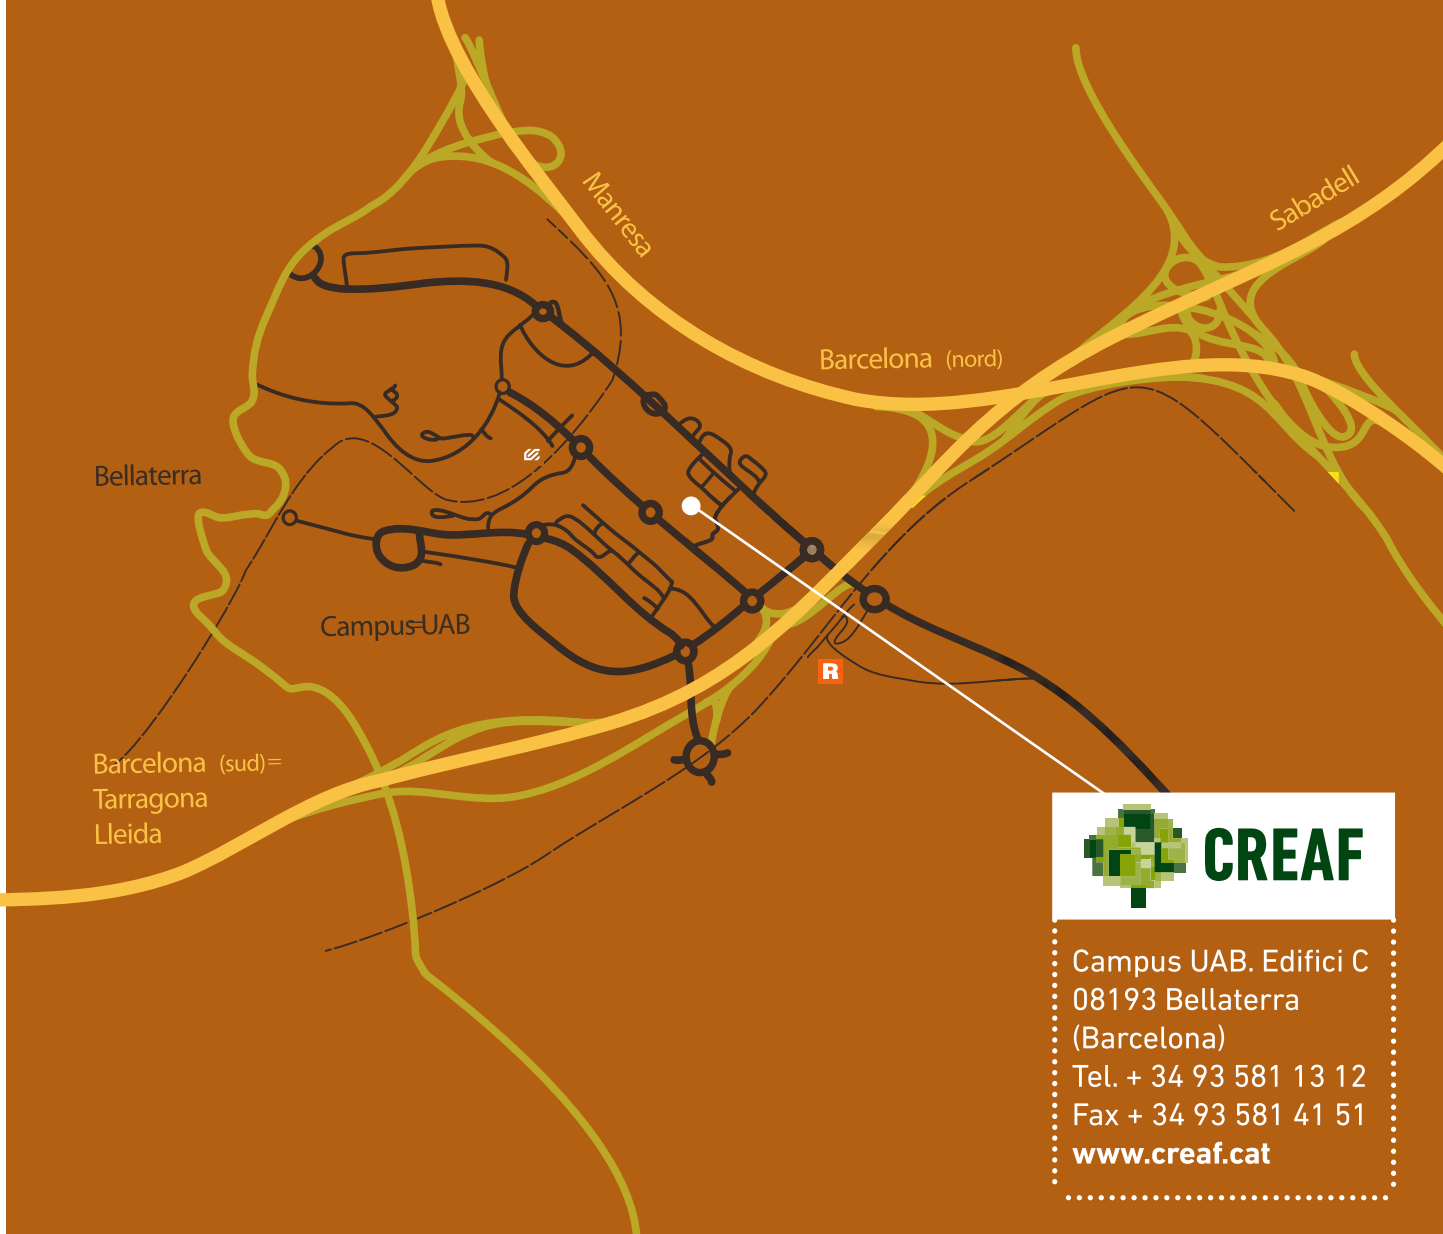 Manresa
Sabadell
Barcelona (nord)
Bellaterra
Campus=UAB
R
Barcelona (sud)=
Tarragona
Lleida
CREAF
Campus UAB. Edifici C
08193 Bellaterra
(Barcelona)
Tel. + 34 93 581 13 12
Fax + 34 93 581 41 51
www.creaf.cat